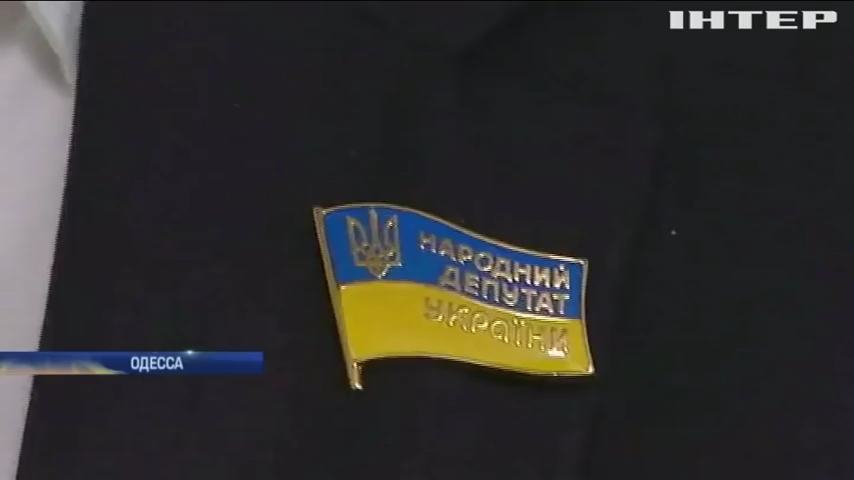 ІНТЕР
НАРОДНИЙ
ДЕПУТАТ
УКРАЇНИ
ОДЕССА